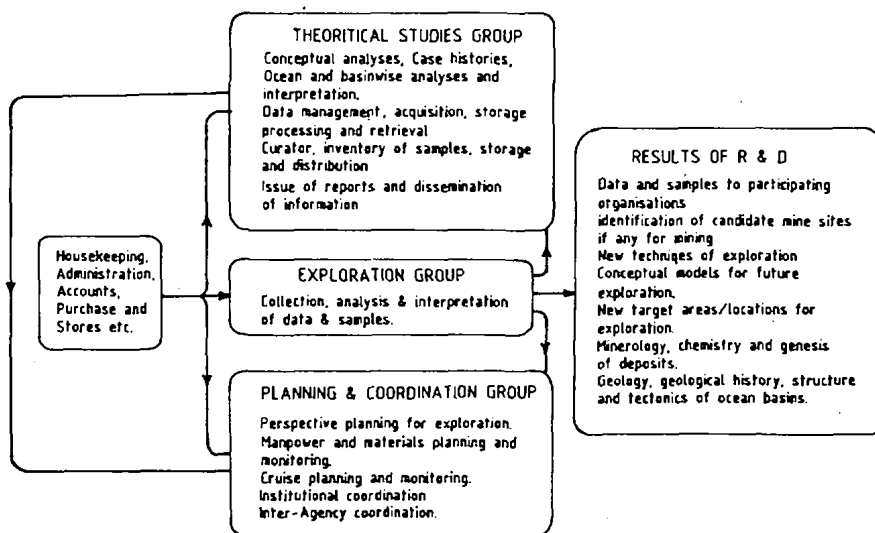 THEORITICAL STUDIES GROUP
Conceptual analyses, Case histories,
Ocean and basinwise analyses and
interpretation.
Data management, acquisition, storage
processing and retrieval
Curator, inventory of samples, storage
and distribution
Issue of reports and dissemination
of information
Housekeeping,
Administration,
Accounts,
Purchase and
Stores etc.
EXPLORATION GROUP
Collection, analysis & interpretation
of data & samples.
PLANNING & COORDINATION GROUP
Perspective planning for exploration.
Manpower and materials planning and
monitoring.
Cruise planning and monitoring.
Institutional coordination
Inter-Agency coordination.
RESULTS OF R & D
Data and samples to participating
organisations
identification of candidate mine sites
if any for mining
New techniqes of exploration
Conceptual models for future
exploration.
New target areas/locations for
exploration.
Minerology, chemistry and genesis
of deposits.
Geology, geological history, structure
and tectonics of ocean basins.